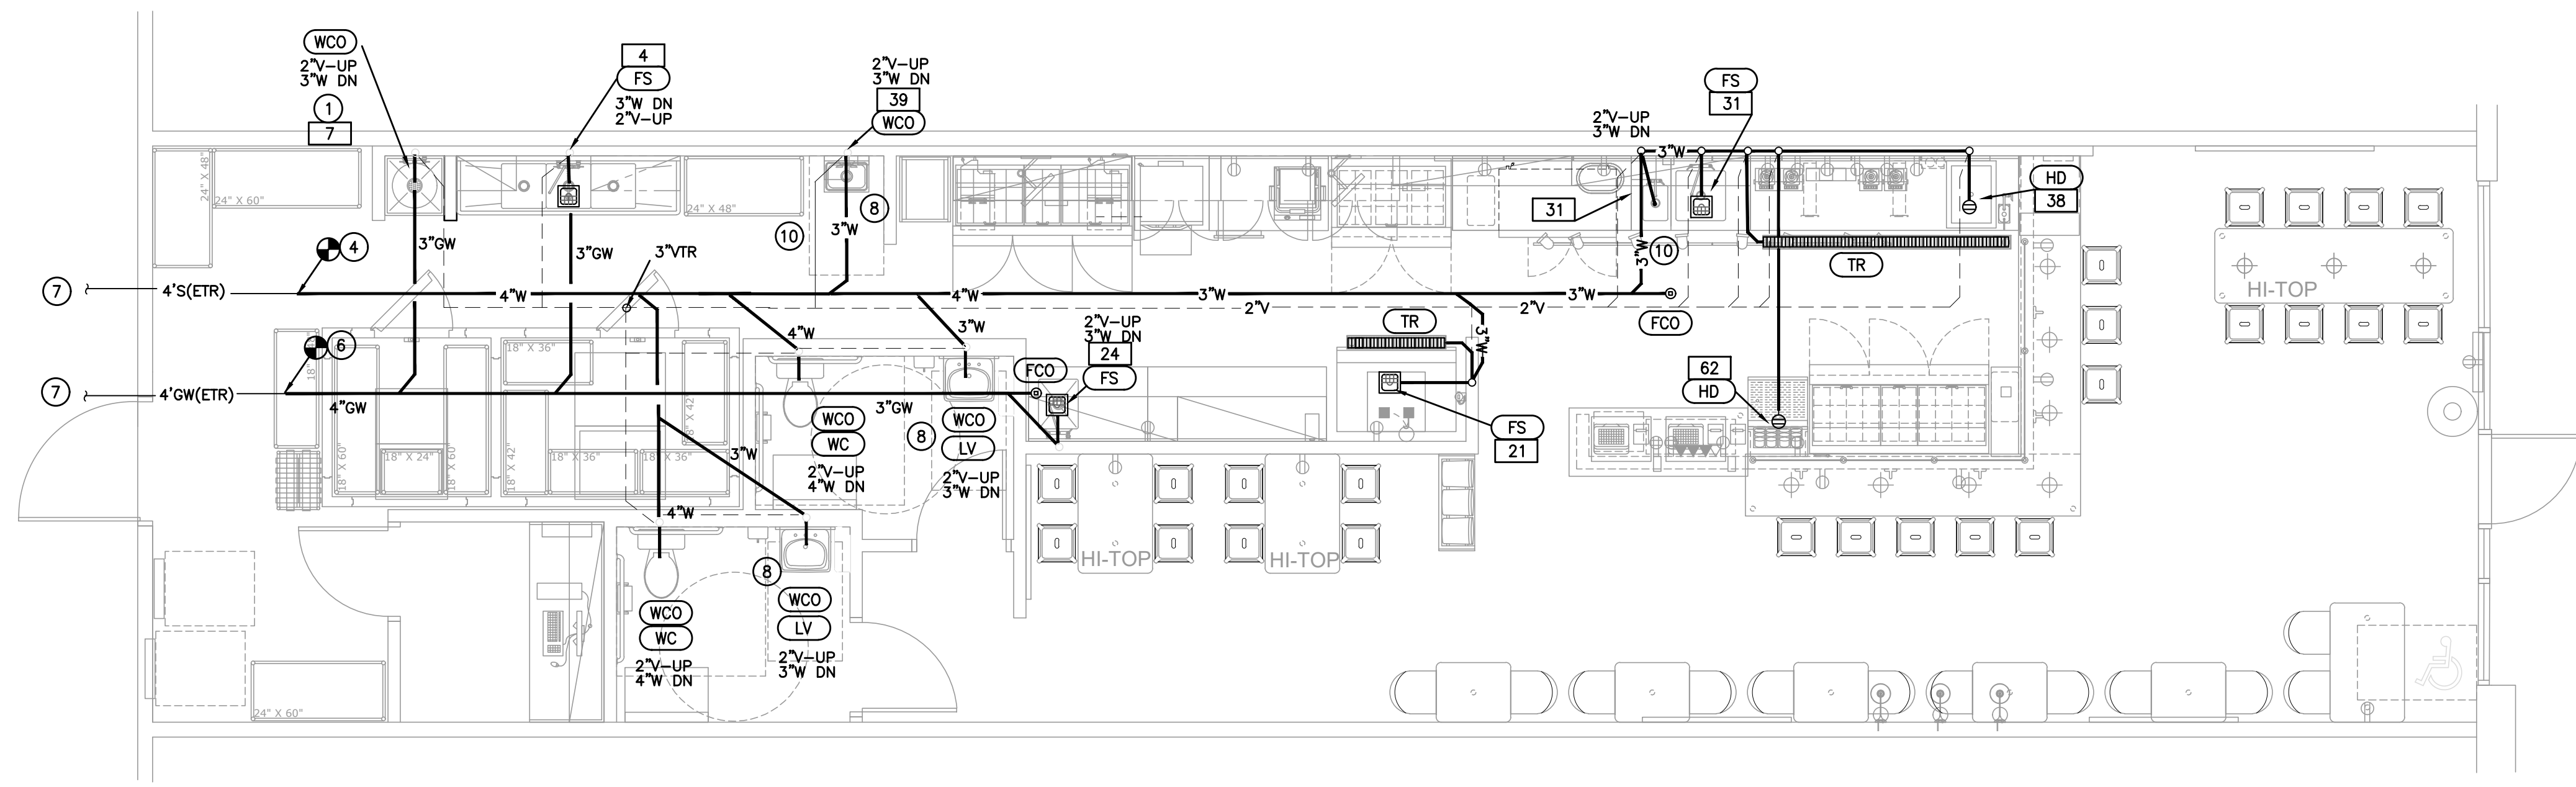 WCO
2"V-UP
3"W DN
1
7
4
FS
3"W DN
2"V-UP
2"V-UP
3"W DN
39
WCO
FS
31
2"V-UP
3"W DN
3"W
HD
38
24" X 48"
24" X 60"
24" X 48"
31
8
10
3"W
10
3"W
3"GW
3"GW
3"VTR
4
TR
7
4'S(ETR)
4"W
4"W
3"W
3"W
2"V
2"V
FCO
HI-TOP
6
4"W
3"W
2"V-UP
3"W DN
24
FS
FCO
TR
3"W
7
4'GW(ETR)
4"GW
3"GW
18" X 36"
18" X 42"
18" X 60"
18" X 24"
18" X 60"
18" X 42"
18" X 36"
18" X 36"
WCO
WC
2"V-UP
4"W DN
8
WCO
LV
2"V-UP
3"W DN
62
HD
FS
21
3"W
4"W
HI-TOP
HI-TOP
8
WCO
WC
2"V-UP
4"W DN
WCO
LV
2"V-UP
3"W DN
24" X 60"